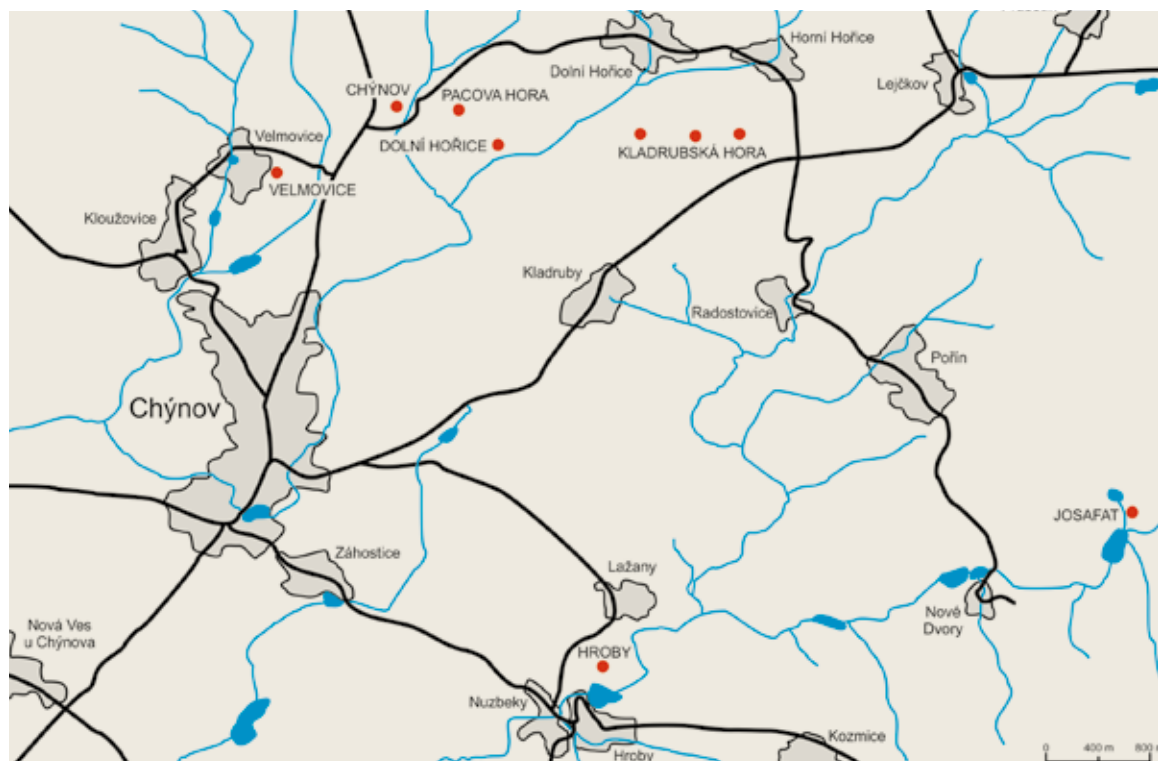 Horní Hořice
Dolní Hořice
Lejčkov
CHÝNOV
PACOVA HORA
Velmovice
DOLNÍ HOŘICE
KLADRUBSKÁ HORA
VELMOVICE
Kloužovice
Kladruby
Radostovice
Pořín
Chýnov
JOSAFAT
Záhostice
Lažany
Nové
Dvory
Nová Ves
u Chýnova
HROBY
Nuzbeky
Kozmice
Hroby
0 400 m 800 m